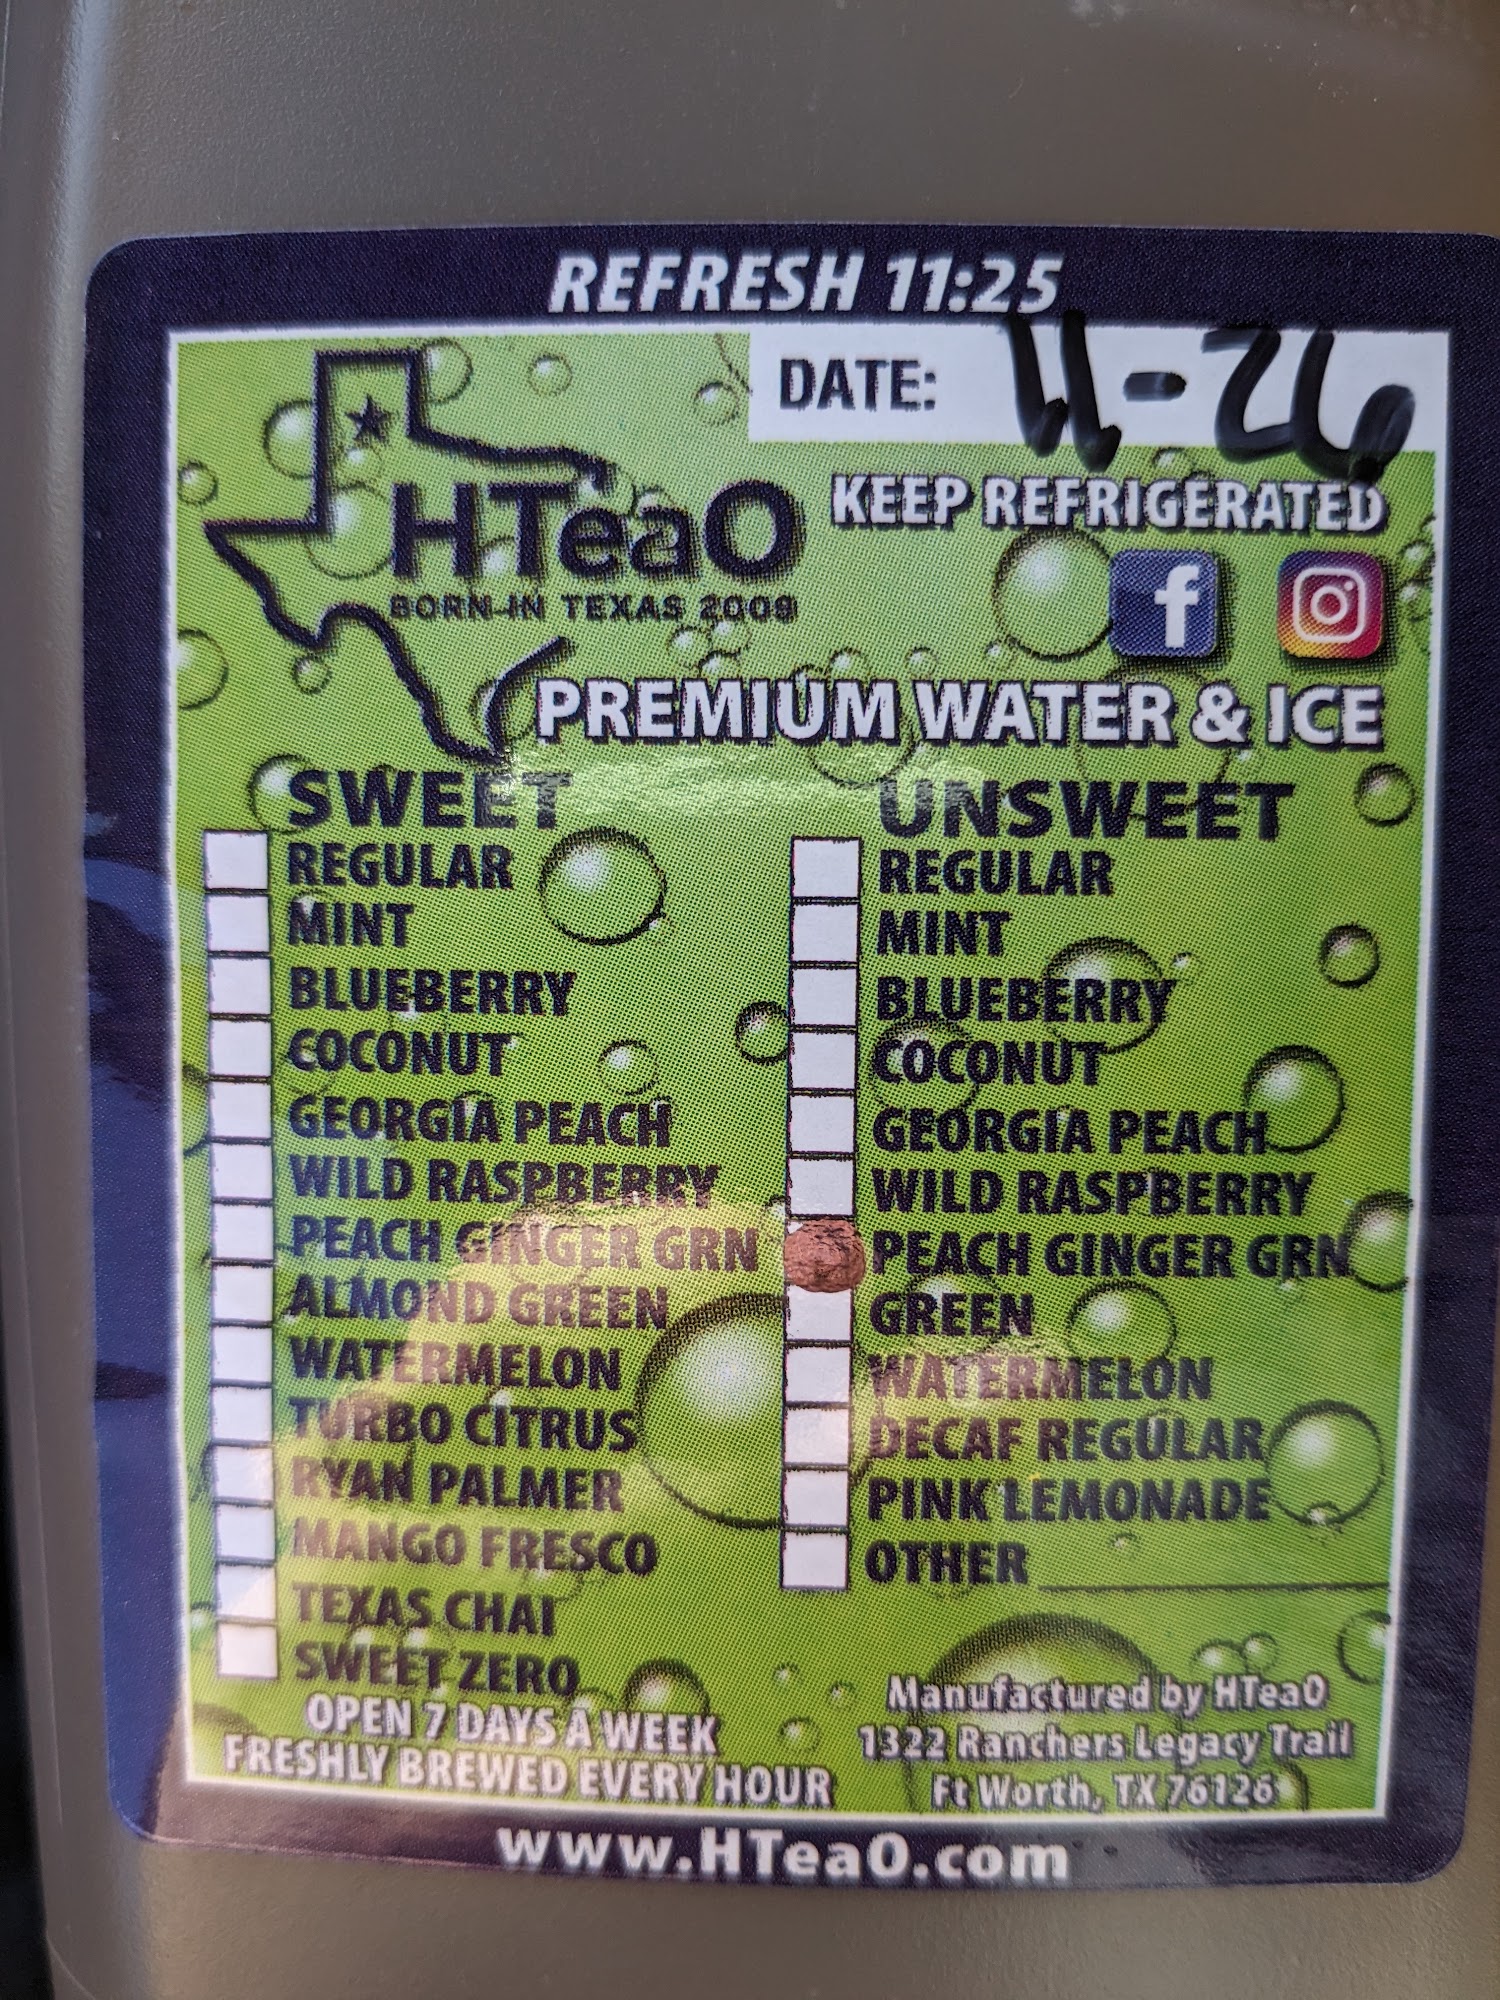 REFRESH 11:25
DATE: 11-26
HTeaO
BORN IN TEXAS 2009
KEEP REFRIGERATED
f
PREMIUM WATER & ICE
SWEET
REGULAR
MINT
BLUEBERRY
COCONUT
GEORGIA PEACH
WILD RASPBERRY
PEACH GINGER GRN
ALMOND GREEN
WATERMELON
TURBO CITRUS
RYAN PALMER
MANGO FRESCO
TEXAS CHAI
SWEET ZERO
UNSWEET
REGULAR
MINT
BLUEBERRY
COCONUT
GEORGIA PEACH
WILD RASPBERRY
PEACH GINGER GRN
GREEN
WATERMELON
DECAF REGULAR
PINK LEMONADE
OTHER
OPEN 7 DAYS A WEEK
FRESHLY BREWED EVERY HOUR
Manufactured by HTeaO
1322 Ranchers Legacy Trail
Ft Worth, TX 76126
www.HTeaO.com